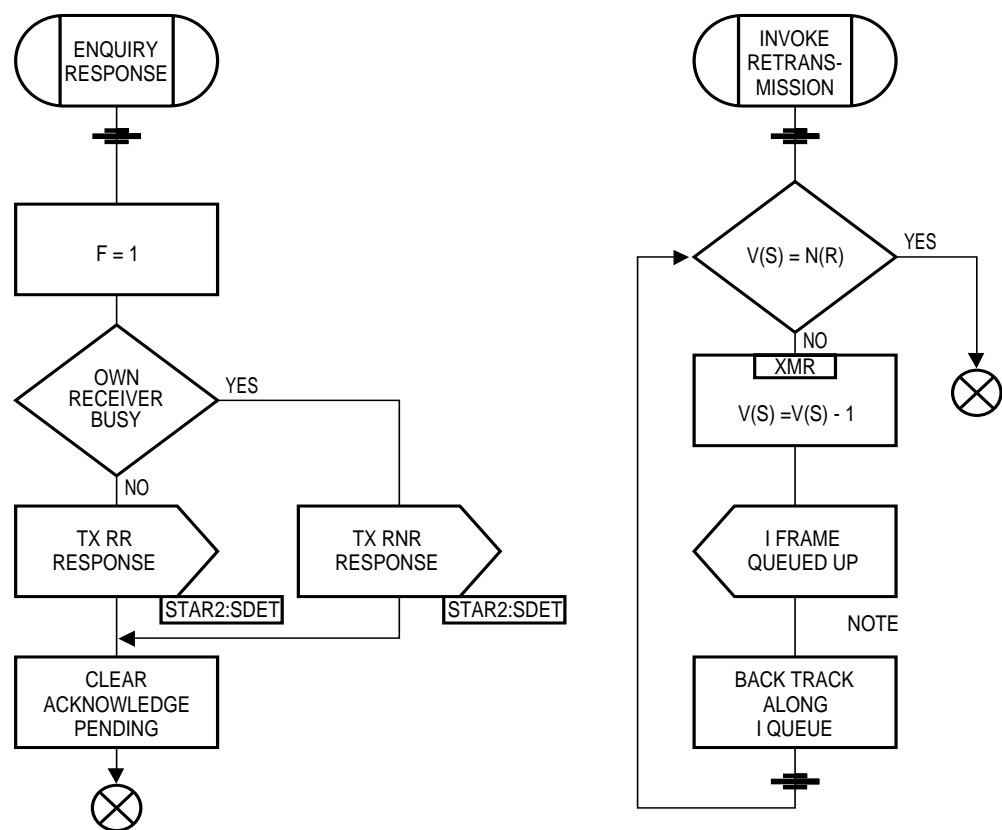 ENQUIRY
RESPONSE
F = 1
OWN
RECEIVER
BUSY
YES
NO
TX RR
RESPONSE
STAR2:SDET
TX RNR
RESPONSE
STAR2:SDET
CLEAR
ACKNOWLEDGE
PENDING
INVOKE
RETRANS-
MISSION
V(S) = N(R)
YES
NO
XMR
V(S) =V(S) - 1
I FRAME
QUEUED UP
NOTE
BACK TRACK
ALONG
I QUEUE